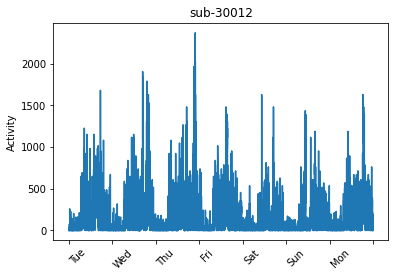 sub-30012
Activity
2000
1500
1000
500
0
Tue
Wed
Thu
Fri
Sat
Sun
Mon